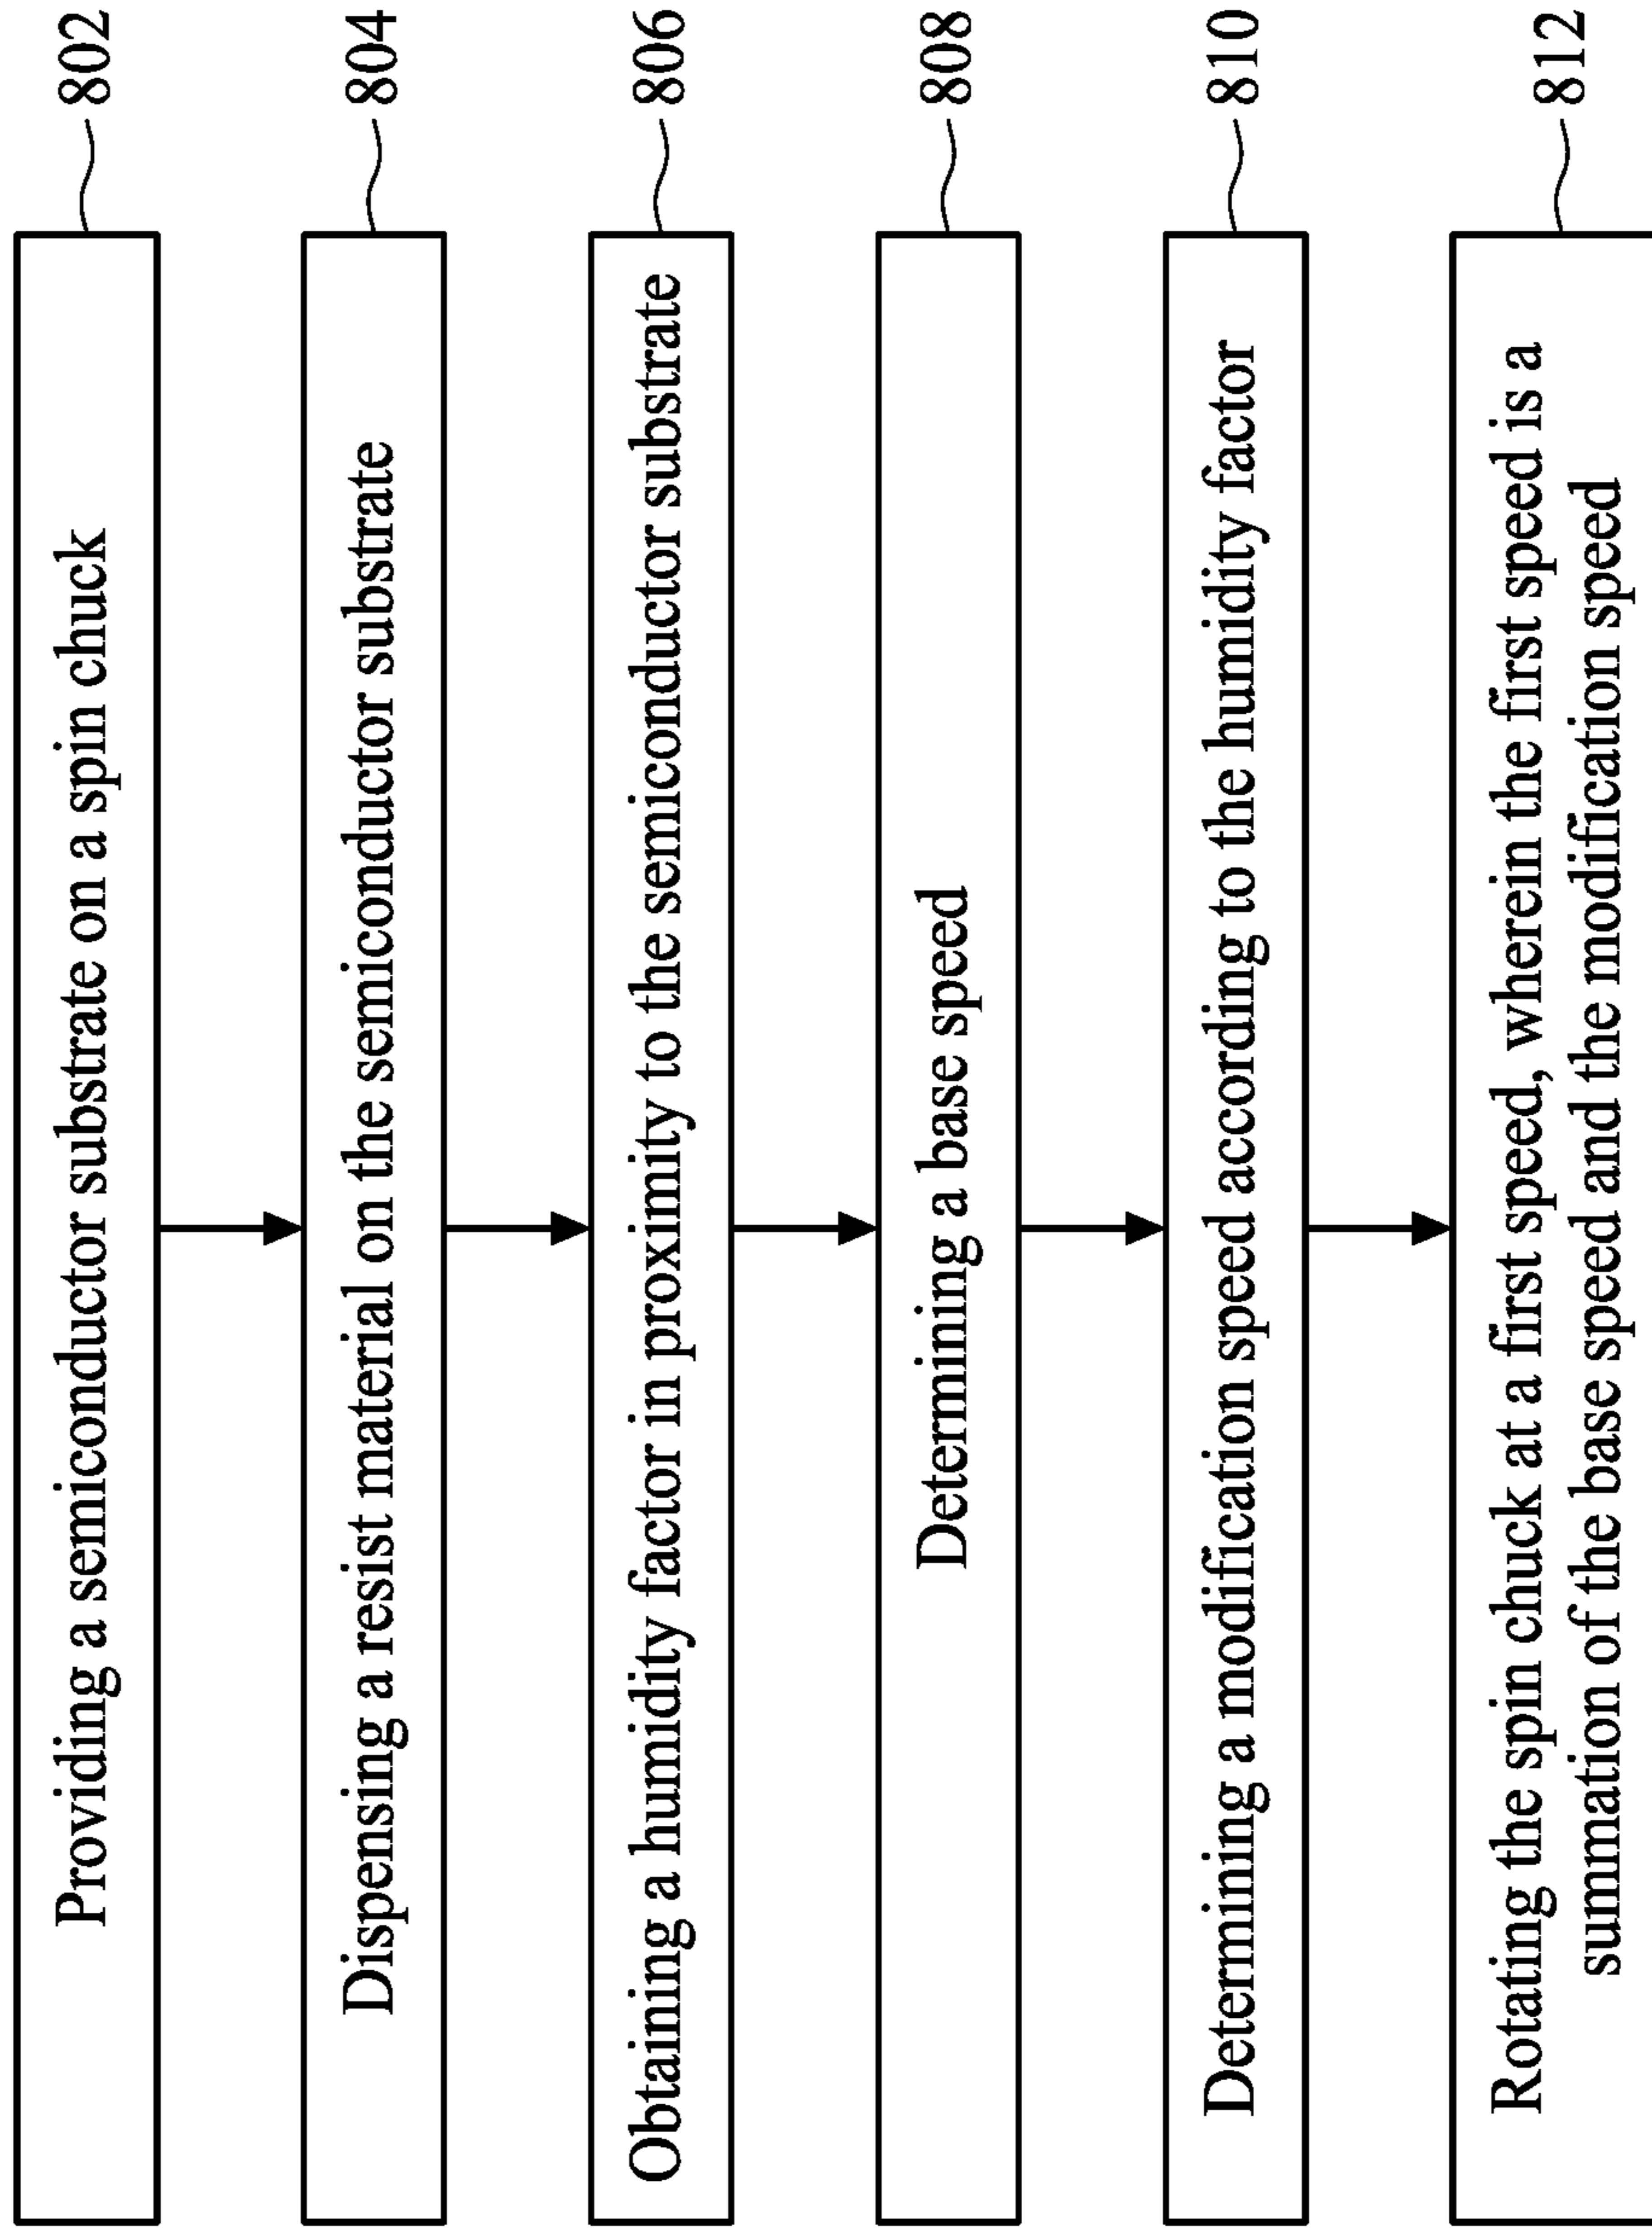 Providing a semiconductor substrate on a spin chuck
802
Dispensing a resist material on the semiconductor substrate
804
Obtaining a humidity factor in proximity to the semiconductor substrate
806
Determining a base speed
808
Determining a modification speed according to the humidity factor
810
Rotating the spin chuck at a first speed, wherein the first speed is a
summation of the base speed and the modification speed
812